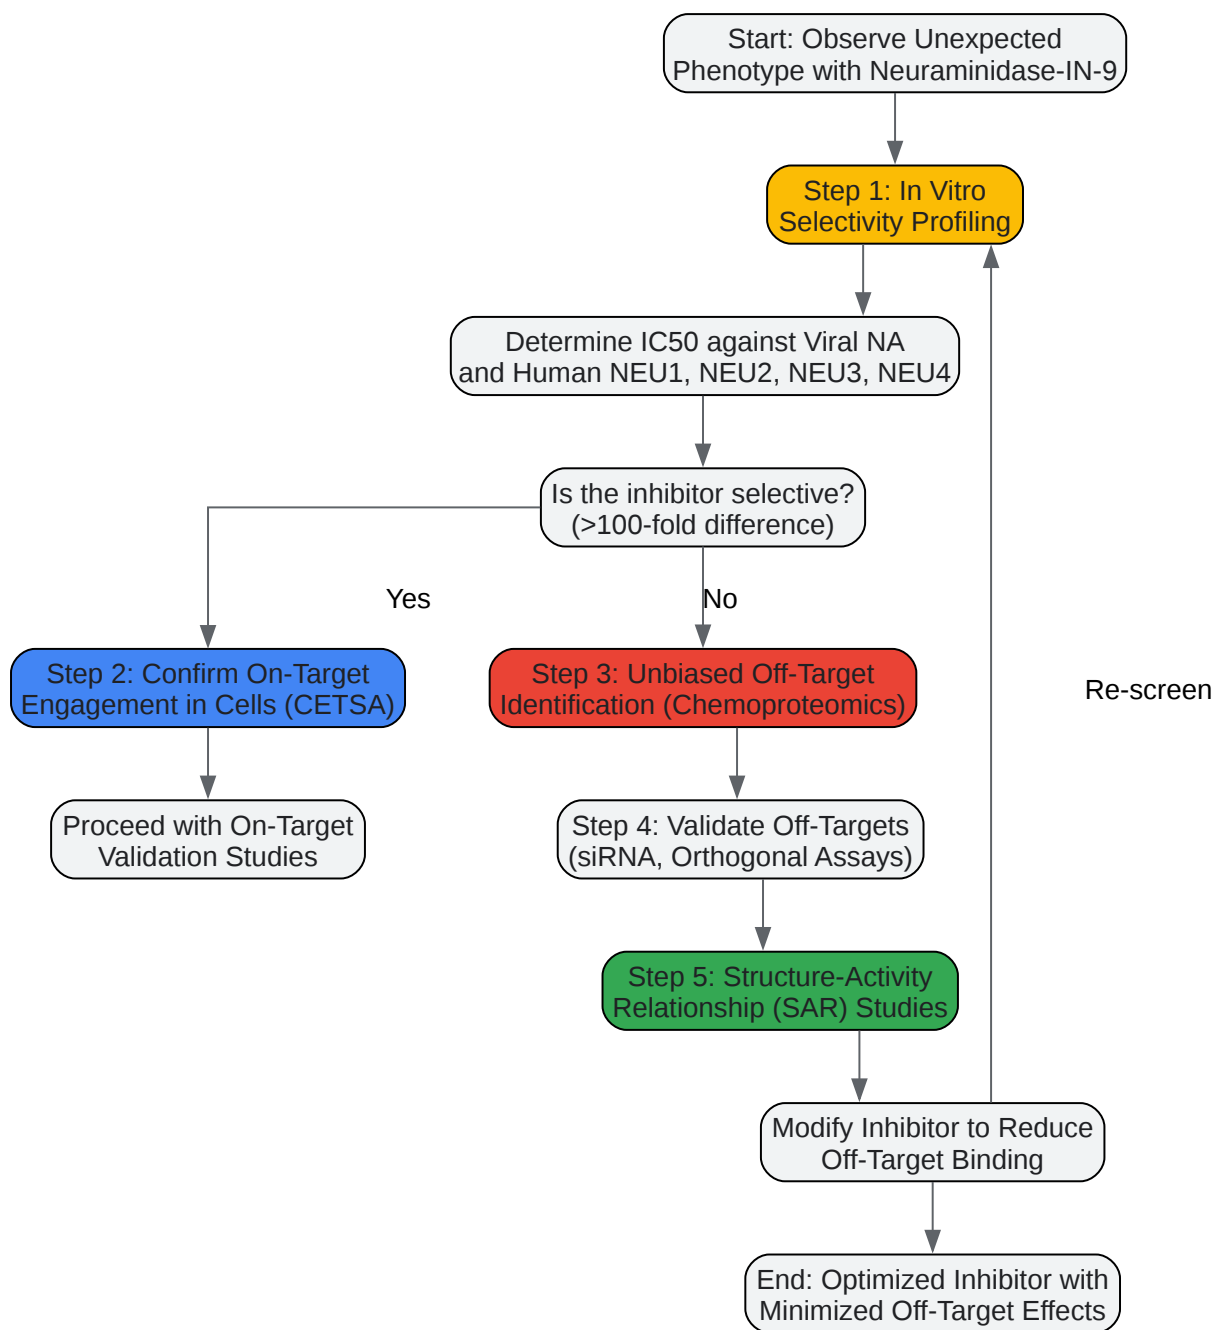 Start: Observe Unexpected
Phenotype with Neuraminidase-IN-9
Step 1: In Vitro
Selectivity Profiling
Determine IC50 against Viral NA
and Human NEU1, NEU2, NEU3, NEU4
Is the inhibitor selective?
(>100-fold difference)
Yes
No
Step 2: Confirm On-Target
Engagement in Cells (CETSA)
Step 3: Unbiased Off-Target
Identification (Chemoproteomics)
Re-screen
Proceed with On-Target
Validation Studies
Step 4: Validate Off-Targets
(siRNA, Orthogonal Assays)
Step 5: Structure-Activity
Relationship (SAR) Studies
Modify Inhibitor to Reduce
Off-Target Binding
End: Optimized Inhibitor with
Minimized Off-Target Effects